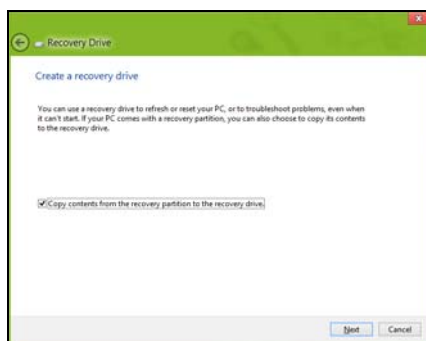 Recovery Drive
Create a recovery drive
You can use a recovery drive to refresh or reset your PC, or to troubleshoot problems, even when
it can't start. If your PC comes with a recovery partition, you can also choose to copy its contents
to the recovery drive.
Copy contents from the recovery partition to the recovery drive.
Next Cancel